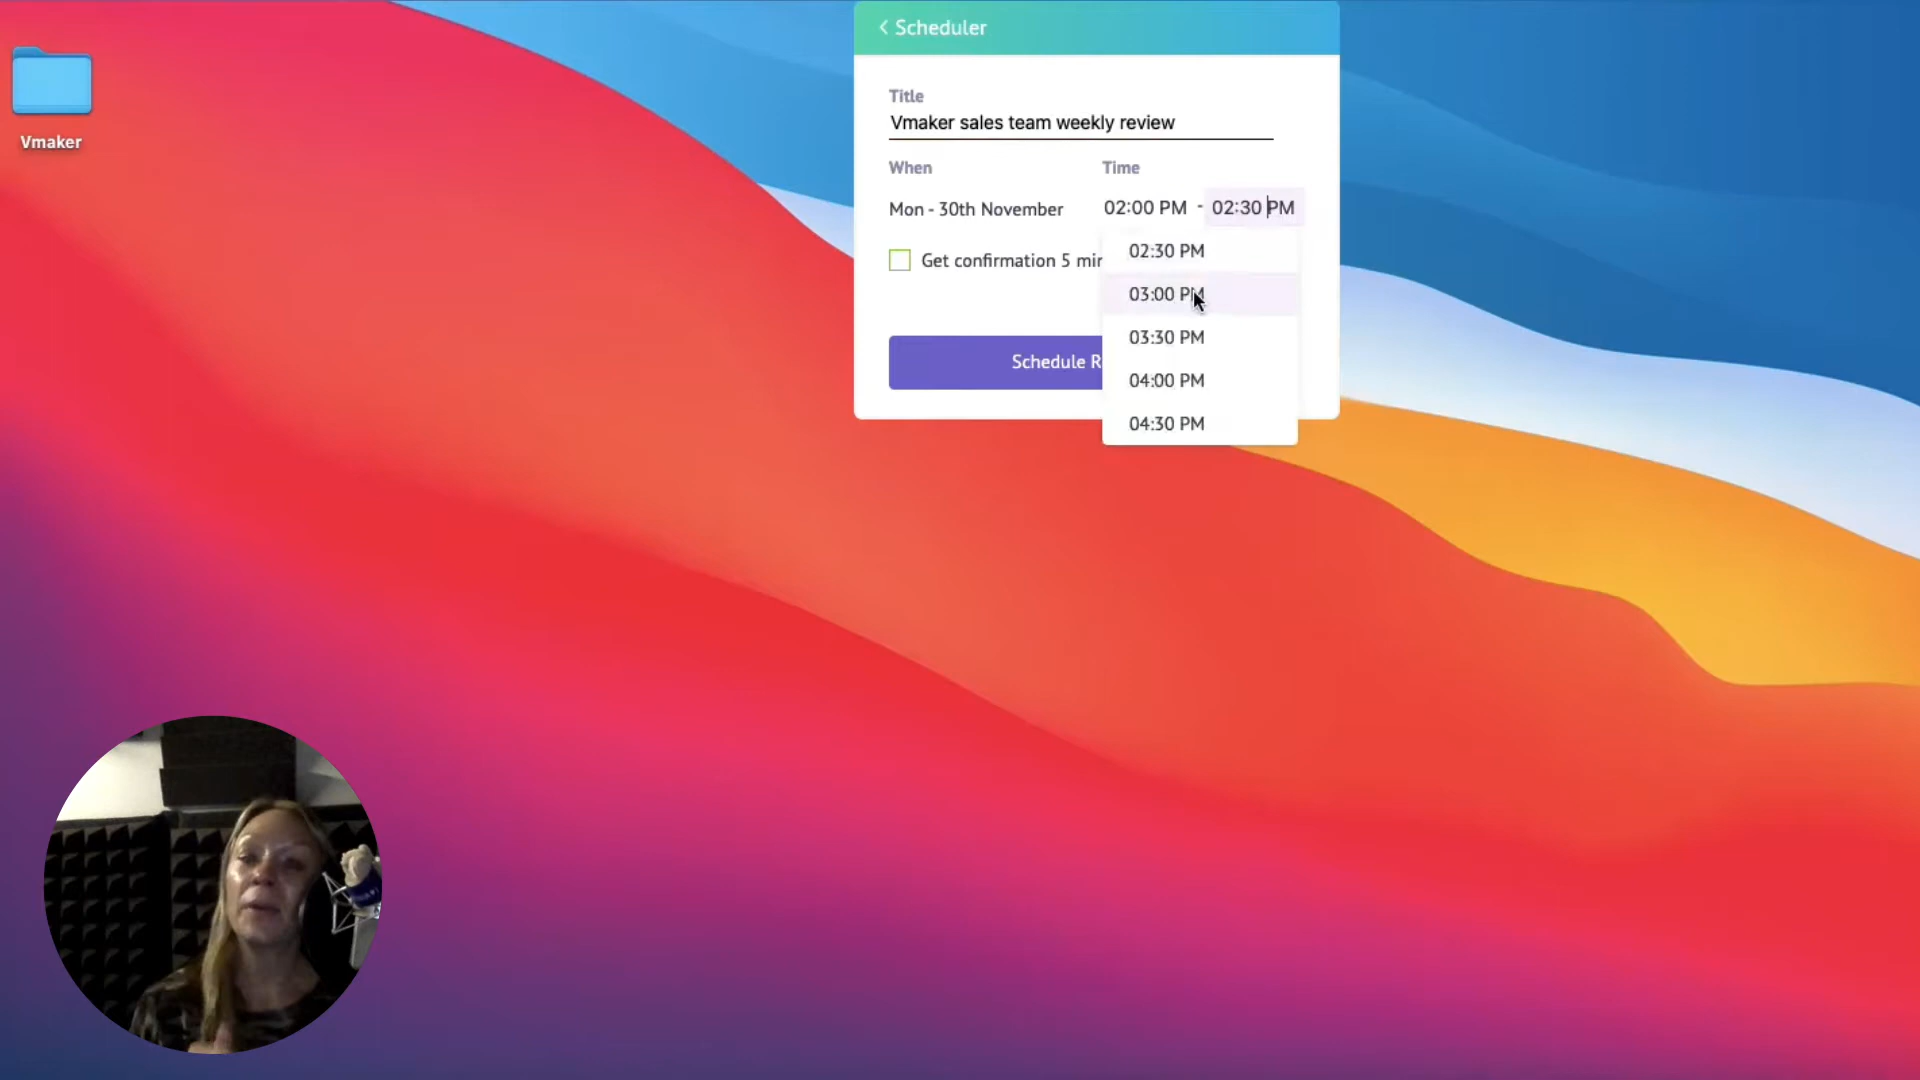 Scheduler
Vmaker
Title
Vmaker sales team weekly review
When
Time
Mon - 30th November
02:00 PM - 02:30 PM
Get confirmation 5
02:30 PM
03:00 PM
03:30 PM
04:00 PM
04:30 PM
Schedule